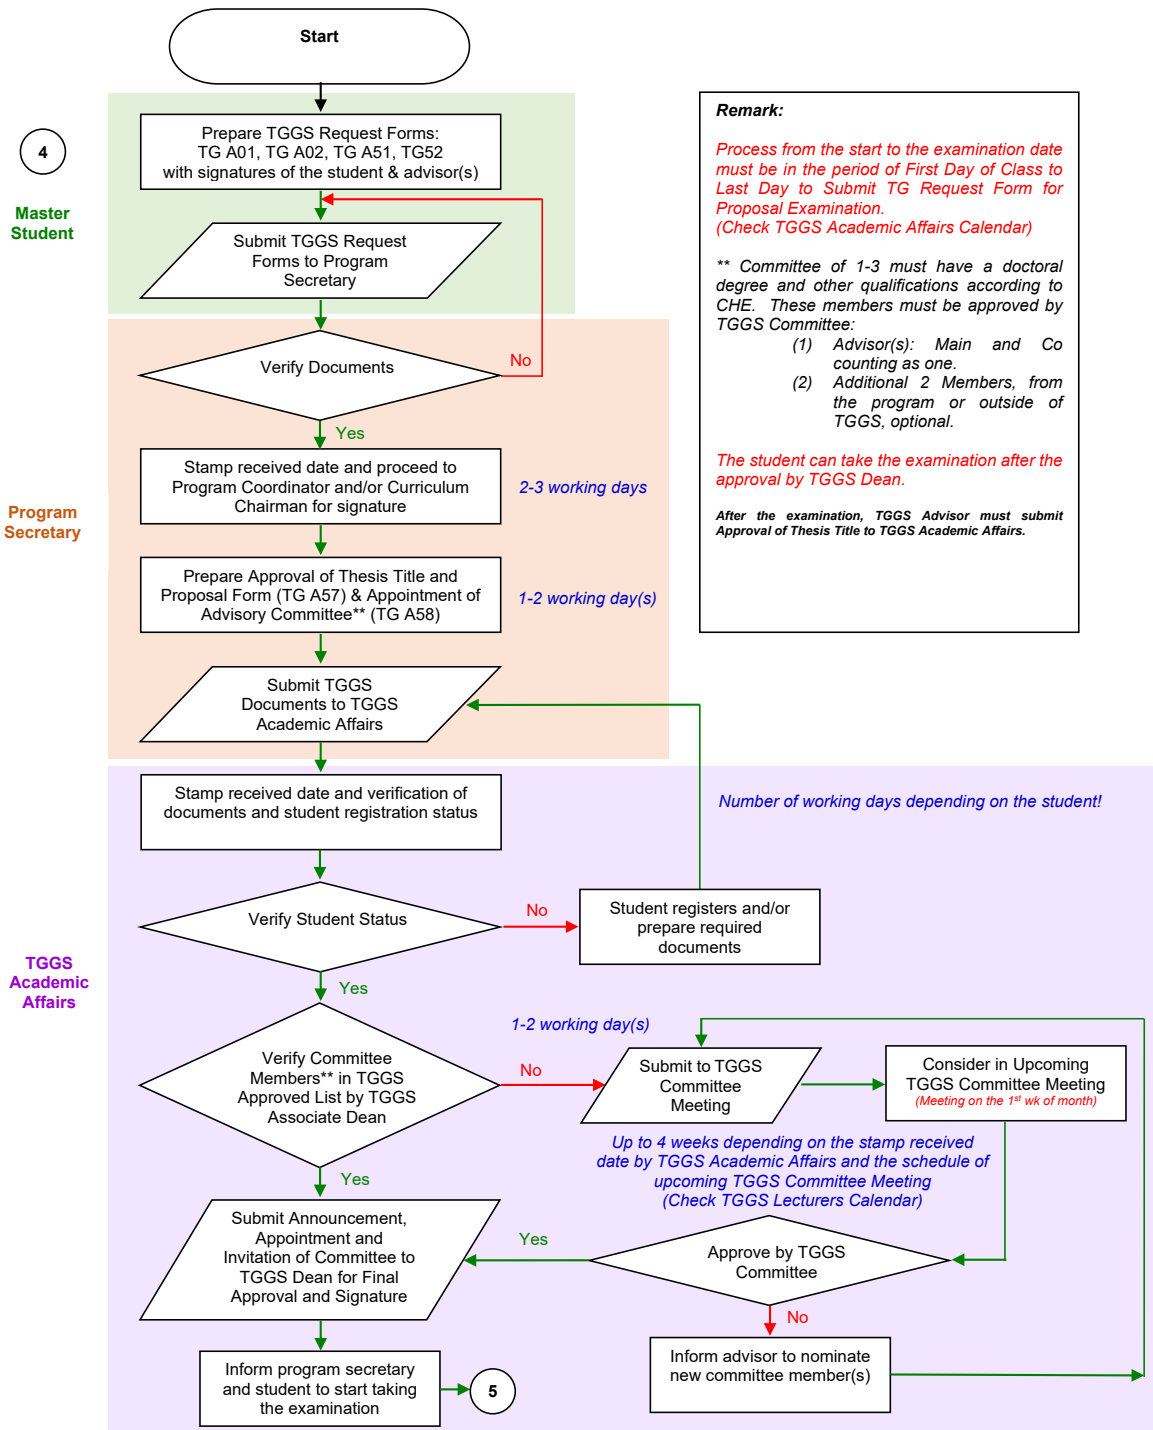 Start
4
Master
Student
Prepare TGGS Request Forms:
TG A01, TG A02, TG A51, TG52
with signatures of the student & advisor(s)
Submit TGGS Request
Forms to Program
Secretary
Remark:
Process from the start to the examination date
must be in the period of First Day of Class to
Last Day to Submit TG Request Form for
Proposal Examination.
(Check TGGS Academic Affairs Calendar)
** Committee of 1-3 must have a doctoral
degree and other qualifications according to
CHE. These members must be approved by
TGGS Committee:
(1) Advisor(s): Main and Co
counting as one.
(2) Additional 2 Members, from
the program or outside of
TGGS, optional.
The student can take the examination after the
approval by TGGS Dean.
After the examination, TGGS Advisor must submit
Approval of Thesis Title to TGGS Academic Affairs.
Program
Secretary
Verify Documents
No
Yes
Stamp received date and proceed to
Program Coordinator and/or Curriculum
Chairman for signature
2-3 working days
Prepare Approval of Thesis Title and
Proposal Form (TG A57) & Appointment of
Advisory Committee** (TG A58)
1-2 working day(s)
Submit TGGS
Documents to TGGS
Academic Affairs
TGGS
Academic
Affairs
Stamp received date and verification of
documents and student registration status
Number of working days depending on the student!
Verify Student Status
No
Student registers and/or
prepare required
documents
Yes
1-2 working day(s)
Verify Committee
Members** in TGGS
Approved List by TGGS
Associate Dean
No
Submit to TGGS
Committee
Meeting
Consider in Upcoming
TGGS Committee Meeting
(Meeting on the 1st wk of month)
Up to 4 weeks depending on the stamp received
date by TGGS Academic Affairs and the schedule of
upcoming TGGS Committee Meeting
(Check TGGS Lecturers Calendar)
Yes
Submit Announcement,
Appointment and
Invitation of Committee to
TGGS Dean for Final
Approval and Signature
Yes
Approve by TGGS
Committee
No
Inform advisor to nominate
new committee member(s)
Inform program secretary
and student to start taking
the examination
5